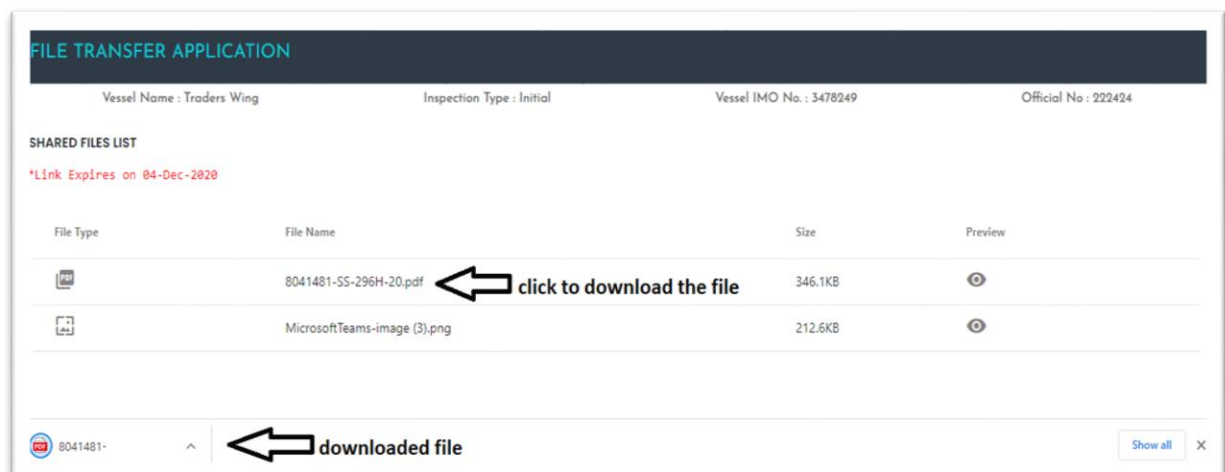 FILE TRANSFER APPLICATION
Vessel Name : Traders Wing Inspection Type : Initial Vessel IMO No. : 3478249 Official No : 222424
SHARED FILES LIST
*Link Expires on 04-Dec-2020
File Type File Name Size Preview
PDF 8041481-SS-296H-20.pdf click to download the file 346.1KB
MicrosoftTeams-image (3).png 212.6KB
PDF 8041481- downloaded file Show all